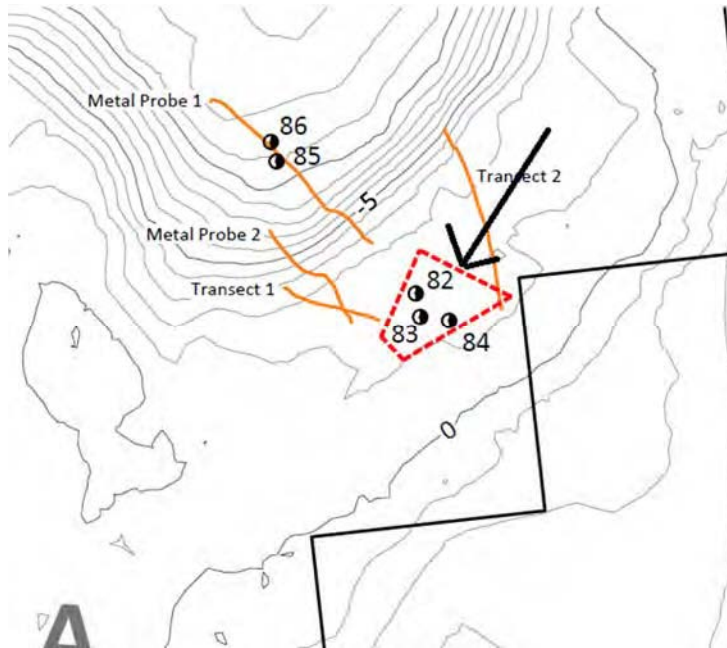 Metal Probe 1
86
85
Transect 2
-5
Metal Probe 2
Transect 1
82
83
84
0
A